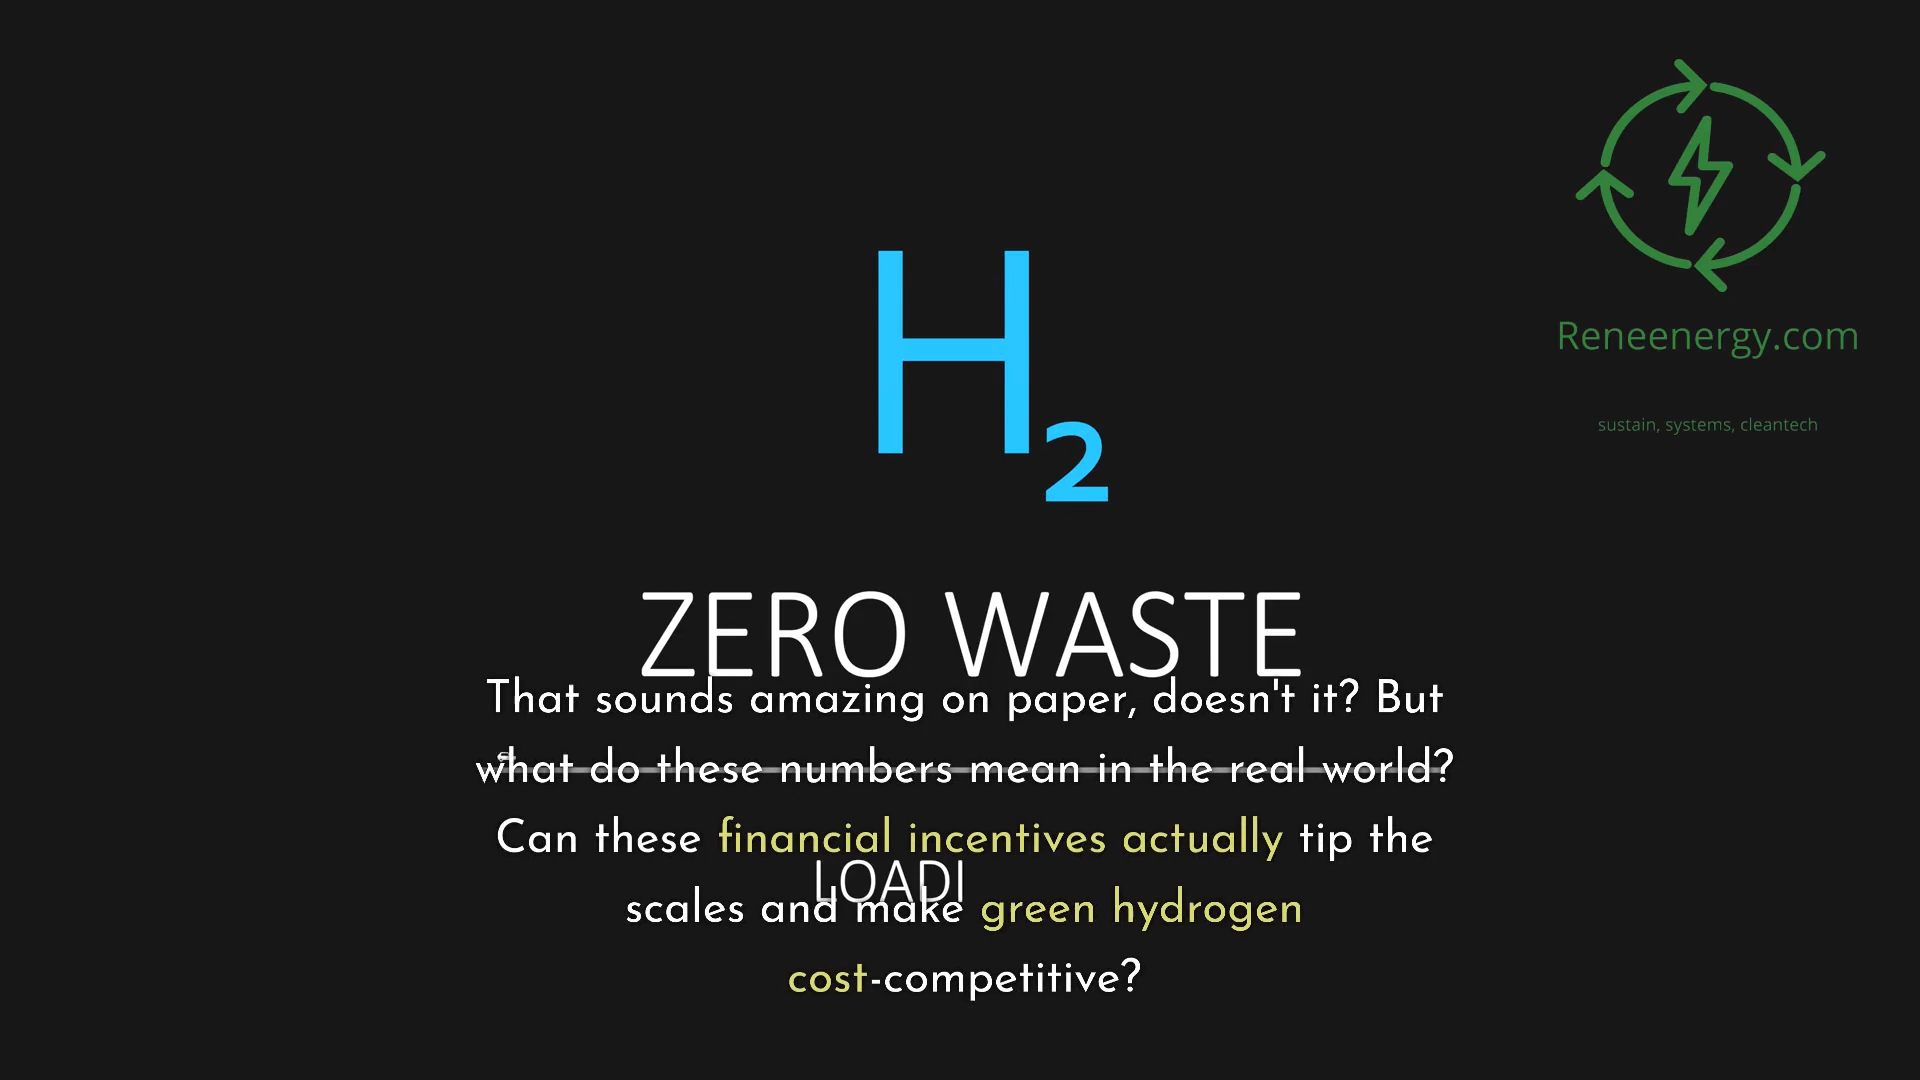 Reneenergy.com
sustain, systems, cleantech
H₂
ZERO WASTE
That sounds amazing on paper, doesn't it? But
what do these numbers mean in the real world?
Can these financial incentives actually tip the
LOADI
scales and make green hydrogen
cost-competitive?